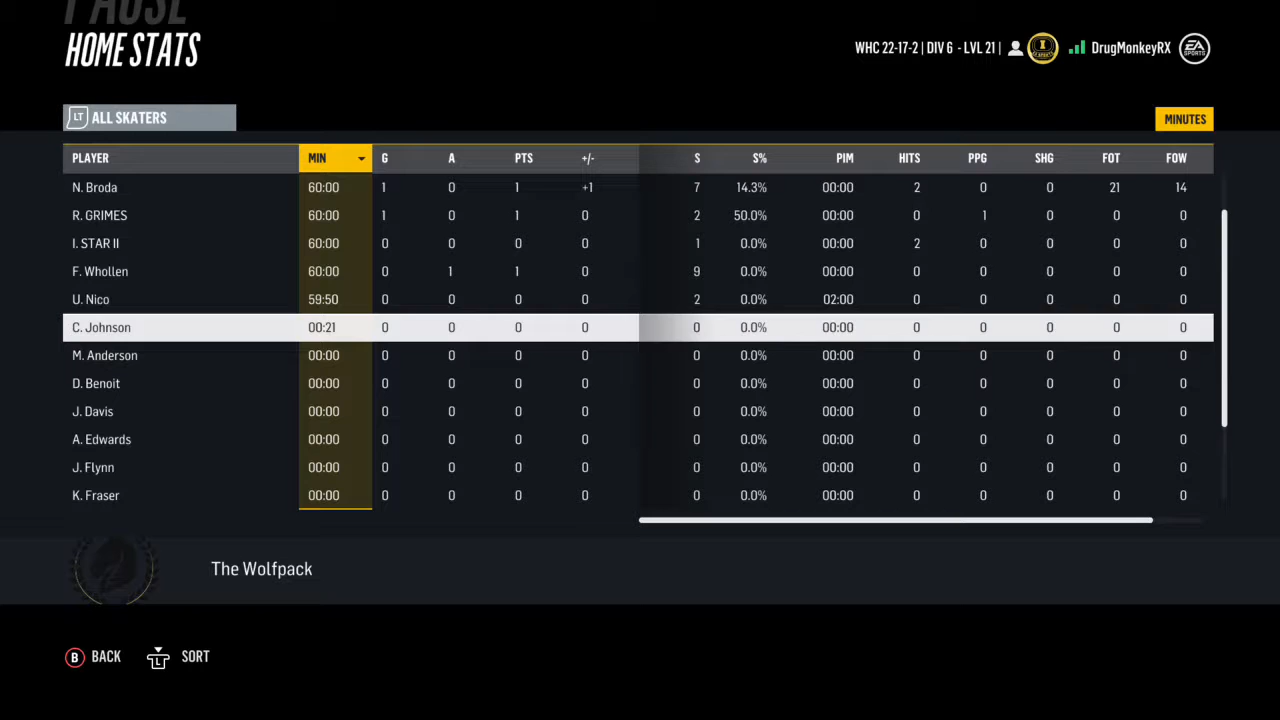 PAUSE
HOME STATS
WHC 22-17-2 | DIV 6 - LVL 21 | DrugMonkeyRX EA SPORTS
LT ALL SKATERS
MINUTES
PLAYER MIN G A PTS +/- S S% PIM HITS PPG SHG FOT FOW
N. Broda 60:00 1 0 1 +1 7 14.3% 00:00 2 0 0 21 14
R. GRIMES 60:00 1 0 1 0 2 50.0% 00:00 0 1 0 0 0
I. STAR II 60:00 0 0 0 0 1 0.0% 00:00 2 0 0 0 0
F. Whollen 60:00 0 1 1 0 9 0.0% 00:00 0 0 0 0 0
U. Nico 59:50 0 0 0 0 2 0.0% 02:00 0 0 0 0 0
C. Johnson 00:21 0 0 0 0 0 0.0% 00:00 0 0 0 0 0
M. Anderson 00:00 0 0 0 0 0 0.0% 00:00 0 0 0 0 0
D. Benoit 00:00 0 0 0 0 0 0.0% 00:00 0 0 0 0 0
J. Davis 00:00 0 0 0 0 0 0.0% 00:00 0 0 0 0 0
A. Edwards 00:00 0 0 0 0 0 0.0% 00:00 0 0 0 0 0
J. Flynn 00:00 0 0 0 0 0 0.0% 00:00 0 0 0 0 0
K. Fraser 00:00 0 0 0 0 0 0.0% 00:00 0 0 0 0 0
The Wolfpack
B BACK L SORT